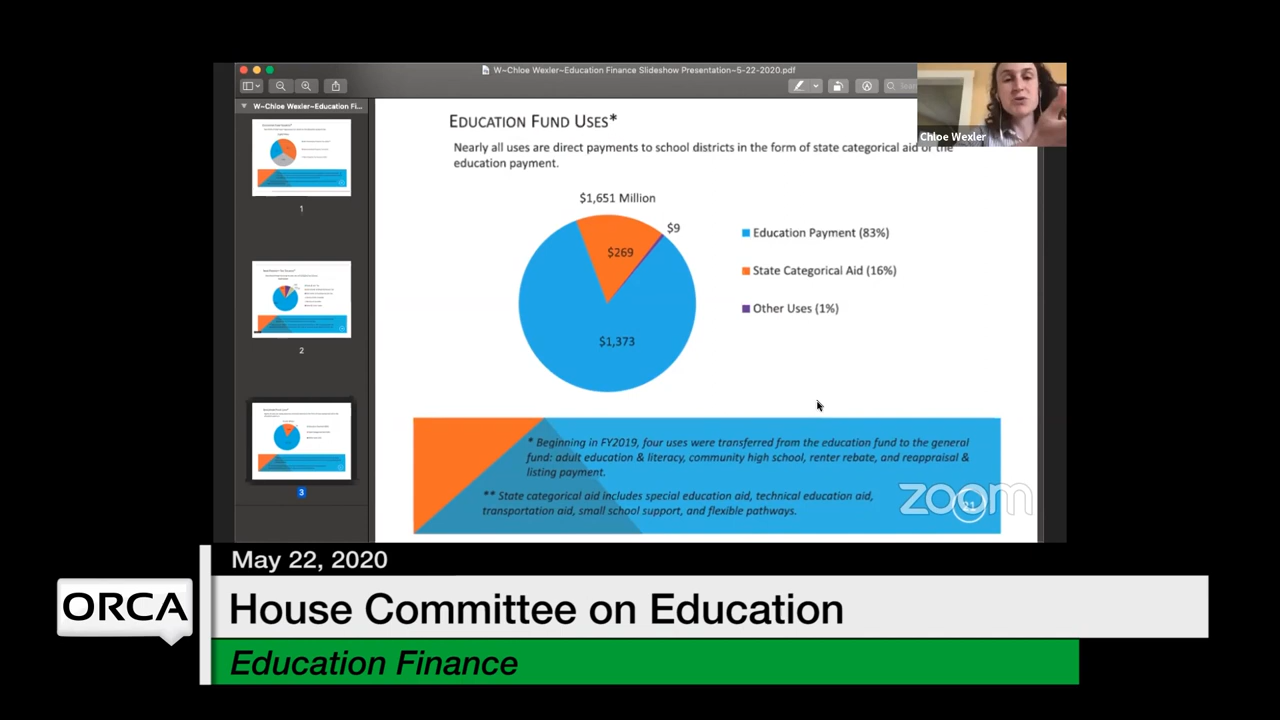 W~Chloe Wexler~Education Finance Slideshow Presentation~5-22-2020.pdf
W~Chloe Wexler~Education Fi...
1
2
3
Chloe Wexler
EDUCATION FUND USES*
Nearly all uses are direct payments to school districts in the form of state categorical aid or the
education payment.
$1,651 Million
$9
$269
$1,373
Education Payment (83%)
State Categorical Aid (16%)
Other Uses (1%)
* Beginning in FY2019, four uses were transferred from the education fund to the general
fund: adult education & literacy, community high school, renter rebate, and reappraisal &
listing payment.
** State categorical aid includes special education aid, technical education aid,
transportation aid, small school support, and flexible pathways.
zoom
May 22, 2020
ORCA
House Committee on Education
Education Finance